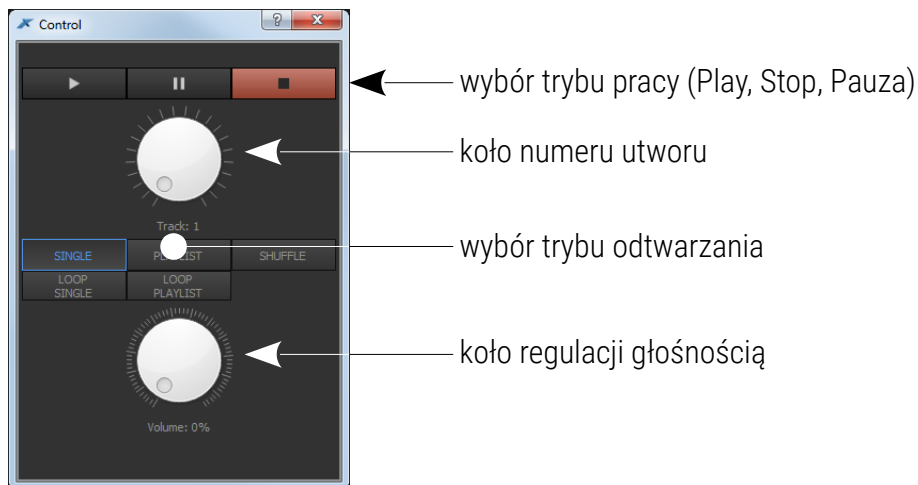 Control
?
X
wybór trybu pracy (Play, Stop, Pauza)
koło numeru utworu
Track: 1
SINGLE
SHUFFLE
wybór trybu odtwarzania
LOOP
SINGLE
LOOP
PLAYLIST
koło regulacji głośnością
Volume: 0%